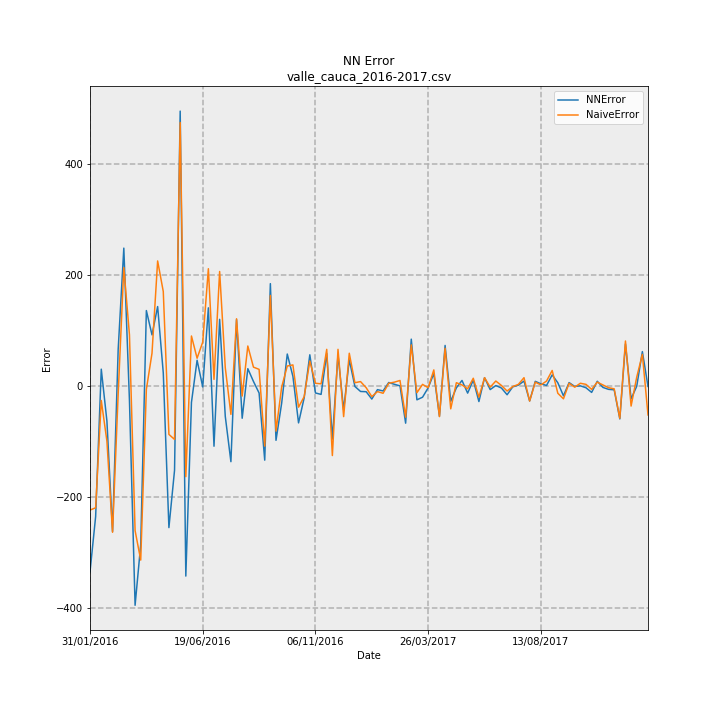 NN Error
valle_cauca_2016-2017.csv
NNError
NaiveError
400
200
0
−200
−400
Error
31/01/2016
19/06/2016
06/11/2016
26/03/2017
13/08/2017
Date